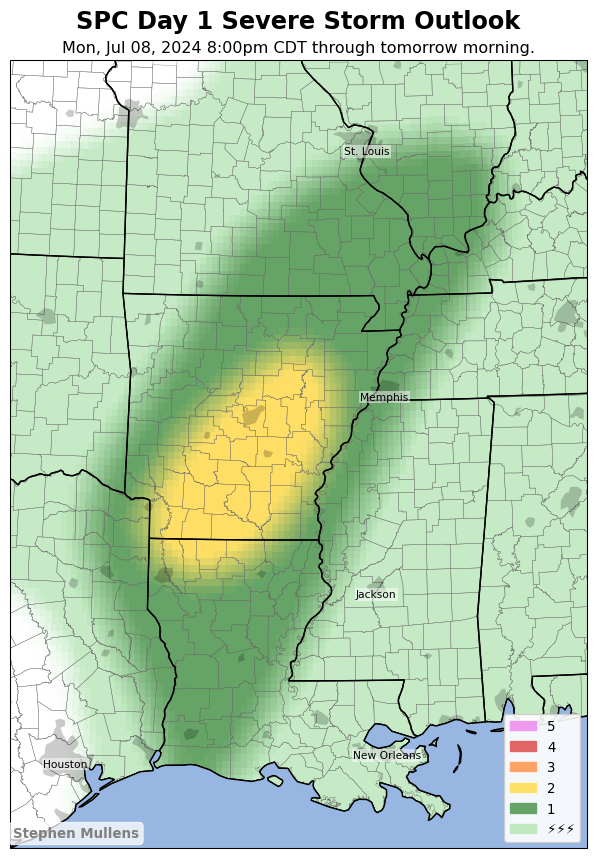 SPC Day 1 Severe Storm Outlook
Mon, Jul 08, 2024 8:00pm CDT through tomorrow morning.
St. Louis
Memphis
Jackson
New Orleans
Houston
5
4
3
2
1
⚡⚡⚡
Stephen Mullens